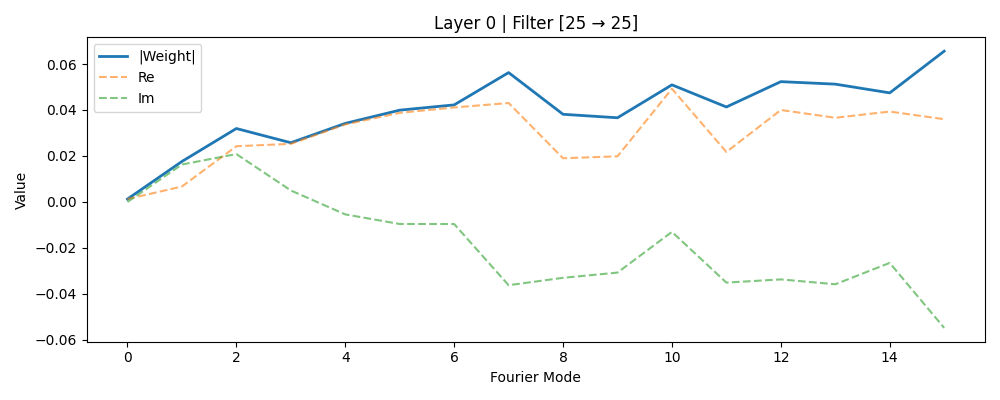 Layer 0 | Filter [25 → 25]
|Weight|
Re
Im
0.06
0.04
0.02
0.00
−0.02
−0.04
−0.06
Value
0 2 4 6 8 10 12 14
Fourier Mode